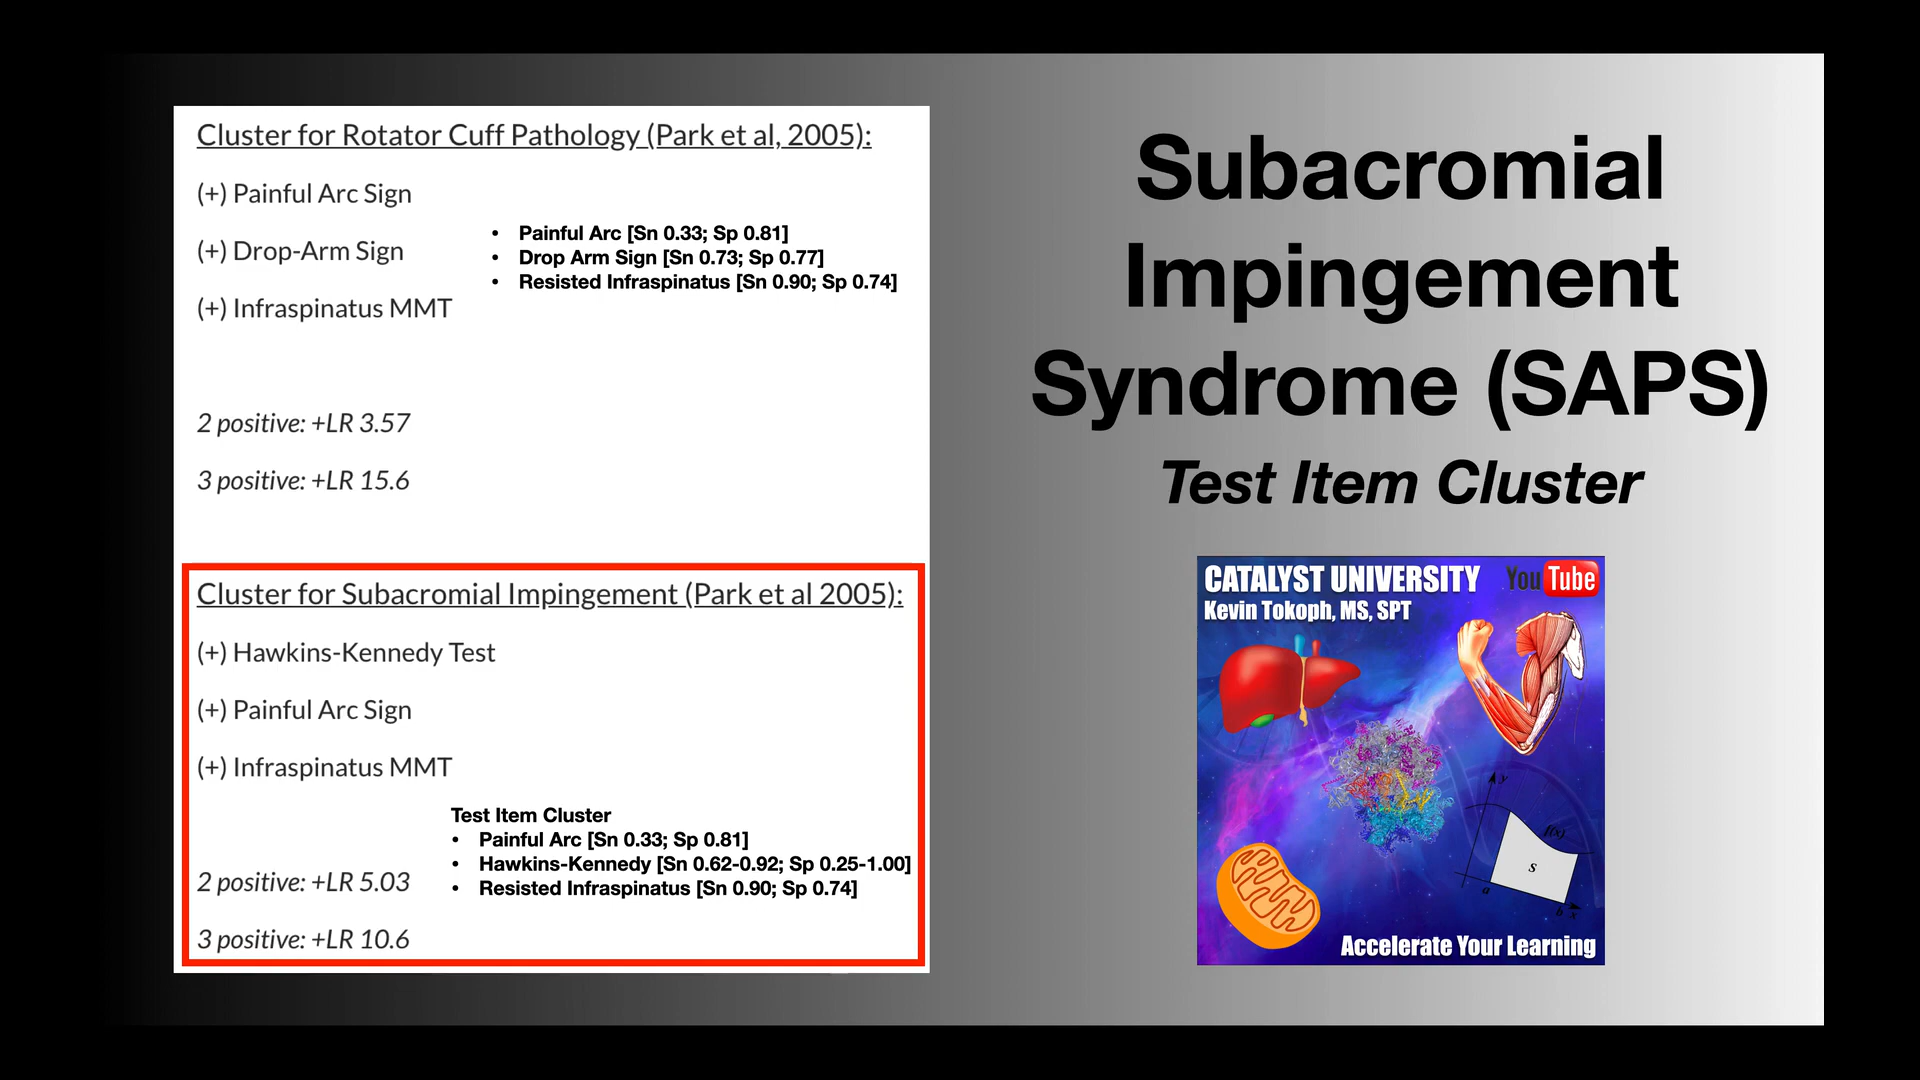 Cluster for Rotator Cuff Pathology (Park et al, 2005):
(+) Painful Arc Sign
(+) Drop-Arm Sign
(+) Infraspinatus MMT
• Painful Arc [Sn 0.33; Sp 0.81]
• Drop Arm Sign [Sn 0.73; Sp 0.77]
• Resisted Infraspinatus [Sn 0.90; Sp 0.74]
2 positive: +LR 3.57
3 positive: +LR 15.6
Cluster for Subacromial Impingement (Park et al 2005):
(+) Hawkins-Kennedy Test
(+) Painful Arc Sign
(+) Infraspinatus MMT
Test Item Cluster
• Painful Arc [Sn 0.33; Sp 0.81]
• Hawkins-Kennedy [Sn 0.62-0.92; Sp 0.25-1.00]
• Resisted Infraspinatus [Sn 0.90; Sp 0.74]
2 positive: +LR 5.03
3 positive: +LR 10.6
Subacromial
Impingement
Syndrome (SAPS)
Test Item Cluster
CATALYST UNIVERSITY
YouTube
Kevin Tokoph, MS, SPT
y
f(x)
S
a
b
x
Accelerate Your Learning